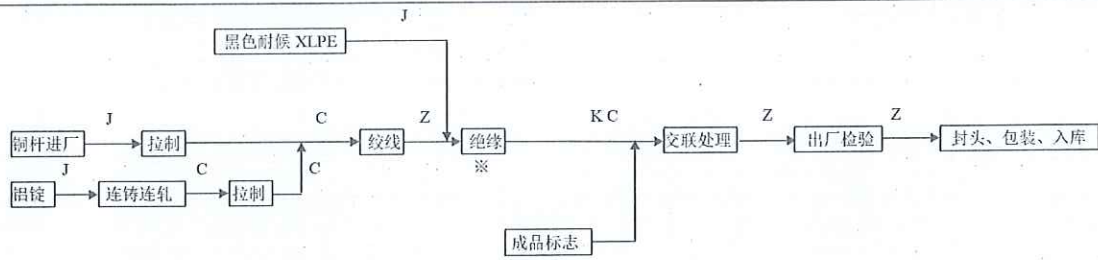 J
黑色耐候 XLPE
J C Z K C Z Z
铜杆进厂 拉制 绞线 绝缘 交联处理 出厂检验 封头、包装、入库
J C C ※
铝锭 连铸连轧 拉制
成品标志